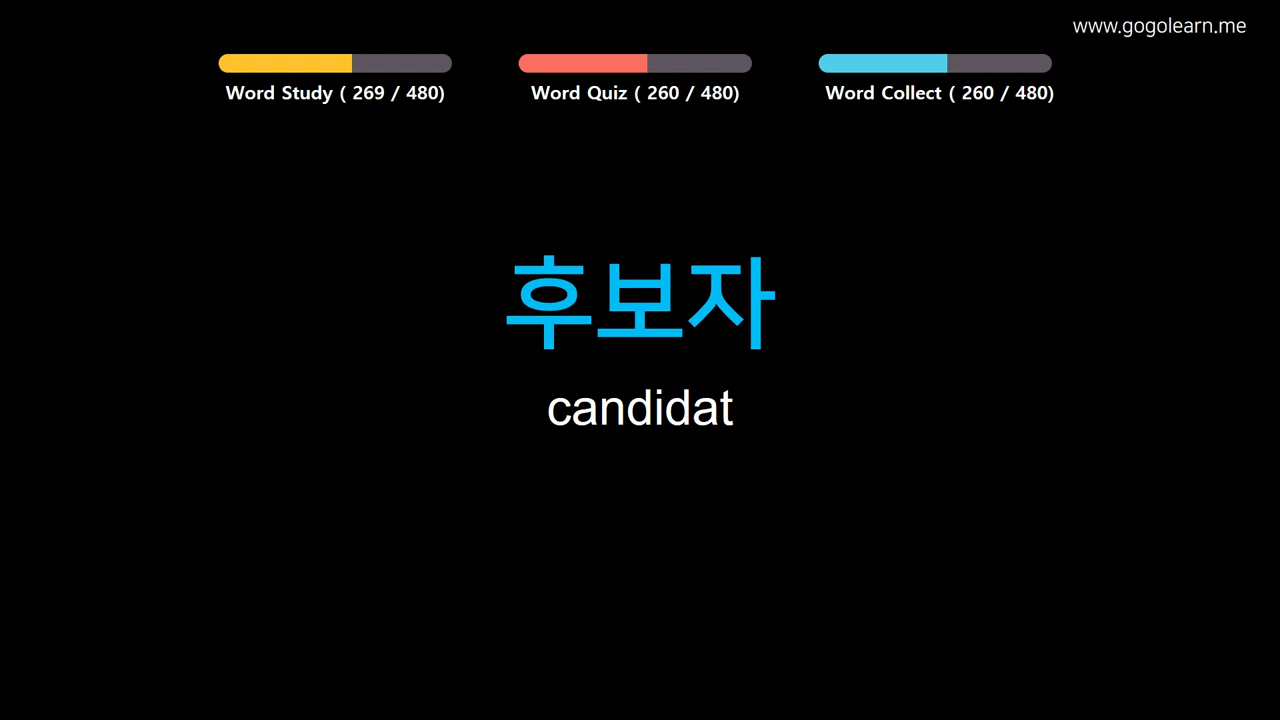 www.gogolearn.me
Word Study ( 269 / 480)
Word Quiz ( 260 / 480)
Word Collect ( 260 / 480)
후보자
candidat